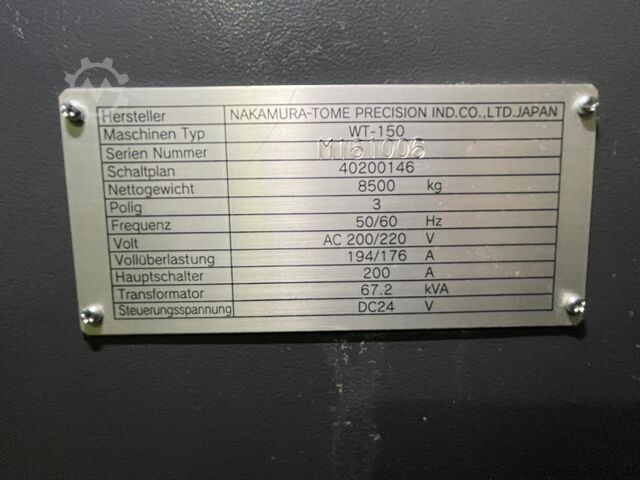 Hersteller NAKAMURA-TOME PRECISION IND.CO.,LTD.JAPAN
Maschinen Typ WT-150
Serien Nummer M161006
Schaltplan 40200146
Nettogewicht 8500 kg
Polig 3
Frequenz 50/60 Hz
Volt AC 200/220 V
Vollüberlastung 194/176 A
Hauptschalter 200 A
Transformator 67.2 kVA
Steuerungsspannung DC24 V